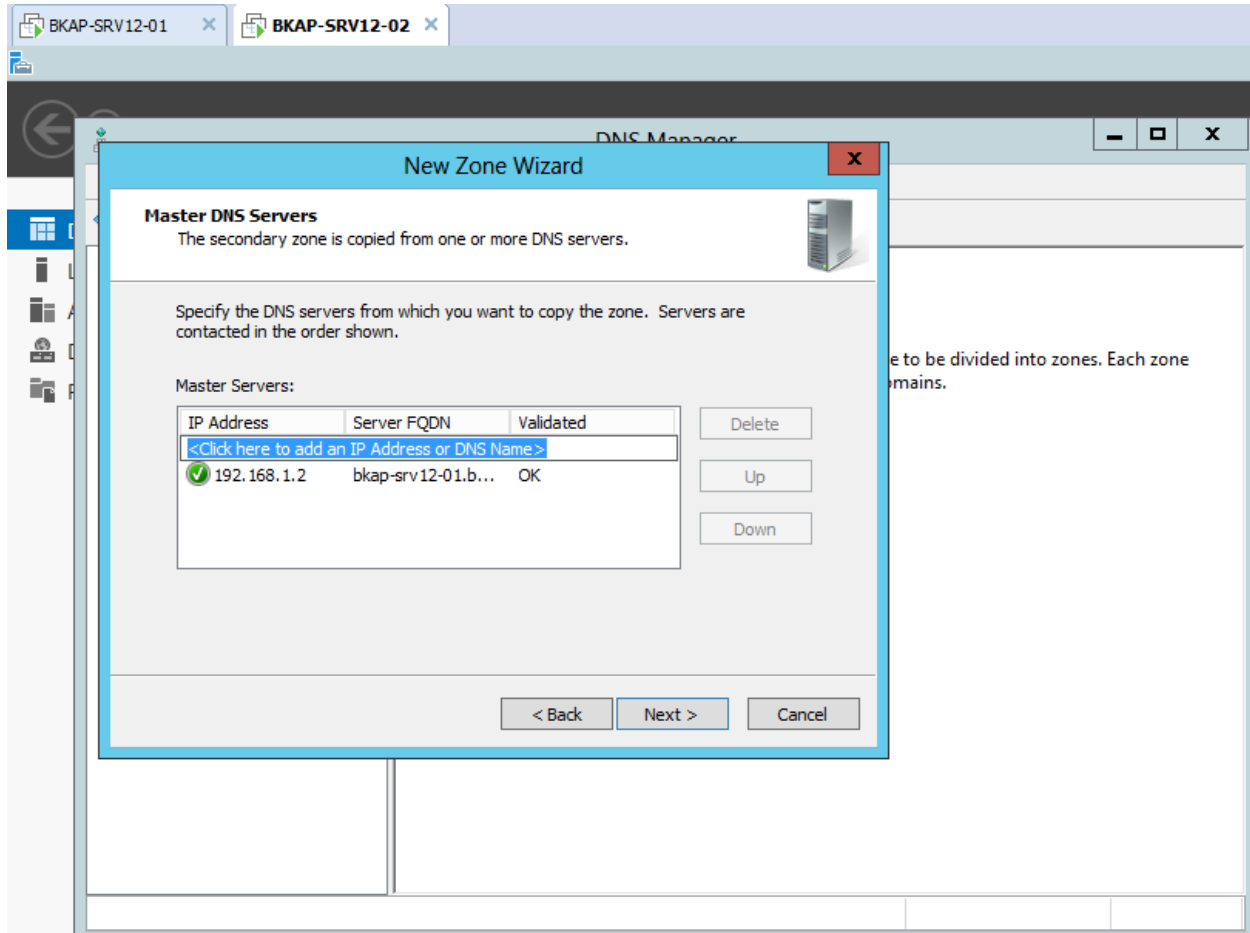 BKAP-SRV12-01
BKAP-SRV12-02
DNS Manager
New Zone Wizard
Master DNS Servers
The secondary zone is copied from one or more DNS servers.
Specify the DNS servers from which you want to copy the zone. Servers are
contacted in the order shown.
e to be divided into zones. Each zone
omains.
Master Servers:
IP Address Server FQDN Validated
<Click here to add an IP Address or DNS Name>
192.168.1.2 bkap-srv12-01.b... OK
Delete
Up
Down
< Back Next > Cancel